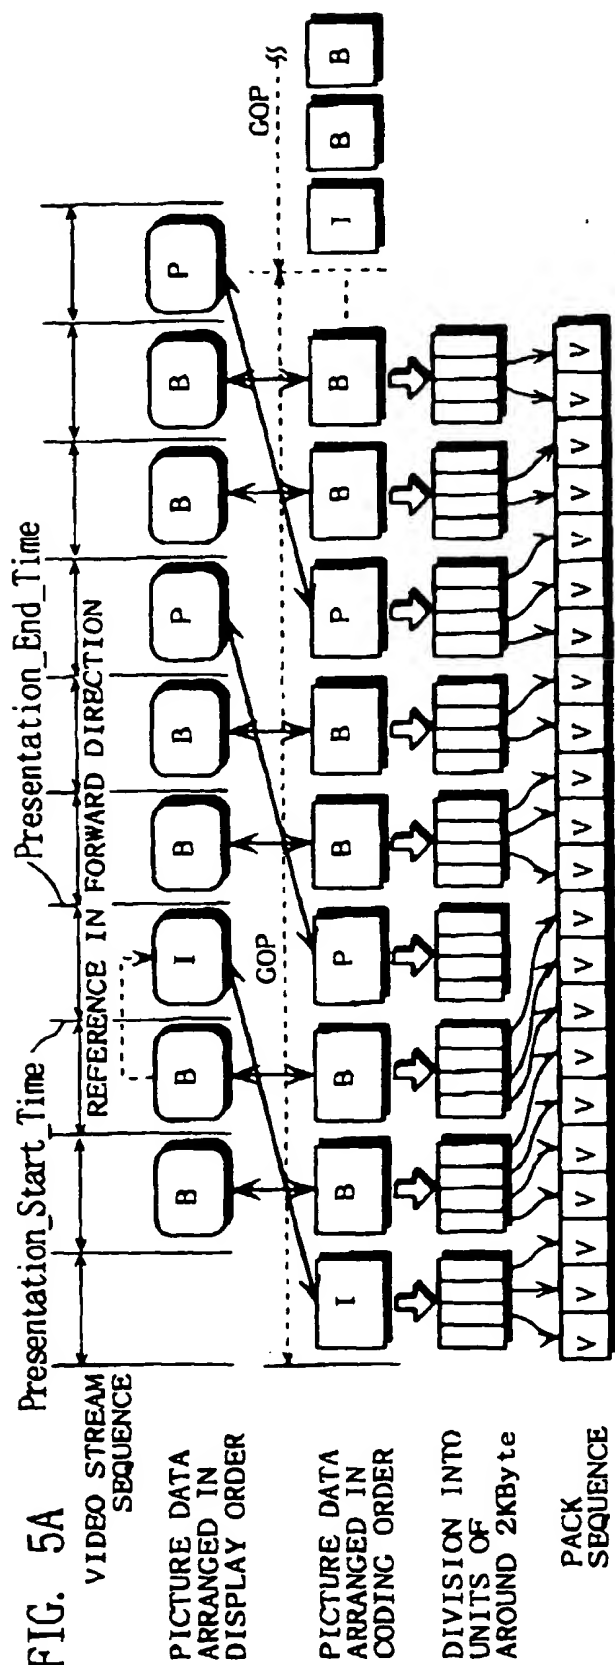 FIG. 5A
Presentation_Start_Time
Presentation_End_Time
VIDEO STREAM
SEQUENCE
REFERENCE IN FORWARD DIRECTION
PICTURE DATA
ARRANGED IN
DISPLAY ORDER
B B I B B P B B P
GOP GOP
PICTURE DATA
ARRANGED IN
CODING ORDER
I B B P B B P B B I B B
DIVISION INTO
UNITS OF
AROUND 2KByte
PACK
SEQUENCE
V V V V V V V V V V V V V V V V V V V V V V